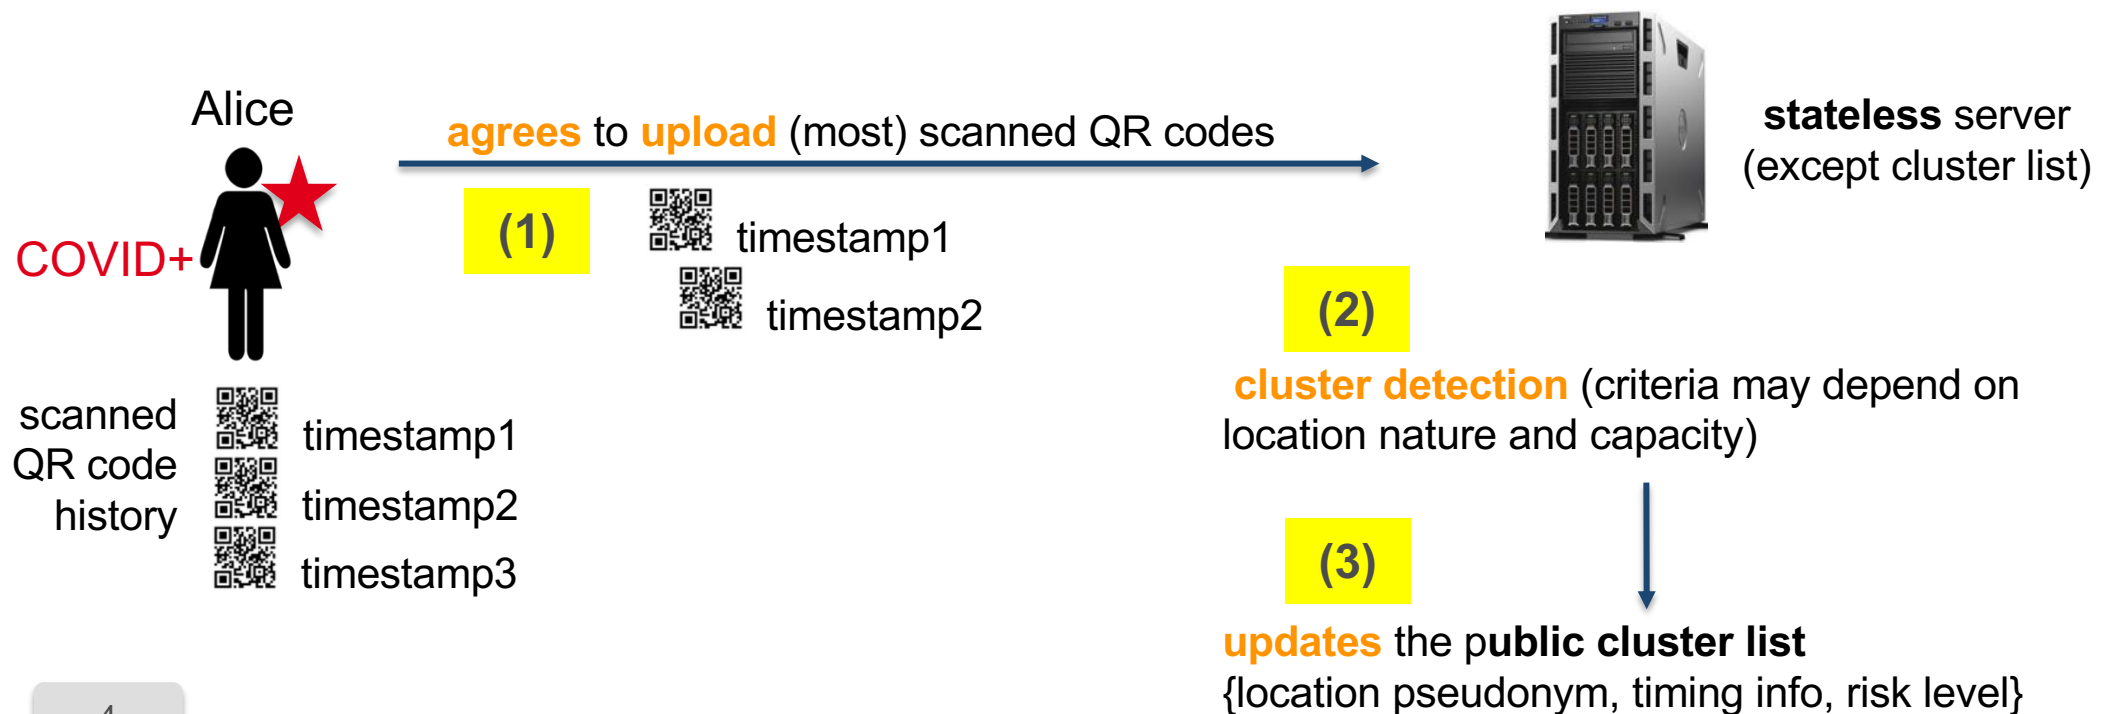 Alice
COVID+
agrees to upload (most) scanned QR codes
(1)
timestamp1
timestamp2
stateless server
(except cluster list)
scanned
QR code
history
timestamp1
timestamp2
timestamp3
(2)
cluster detection (criteria may depend on
location nature and capacity)
(3)
updates the public cluster list
{location pseudonym, timing info, risk level}
4